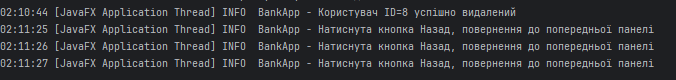 02:10:44 [JavaFX Application Thread] INFO  BankApp - Користувач ID=8 успішно видалений
02:11:25 [JavaFX Application Thread] INFO  BankApp - Натиснута кнопка Назад, повернення до попередньої панелі
02:11:26 [JavaFX Application Thread] INFO  BankApp - Натиснута кнопка Назад, повернення до попередньої панелі
02:11:27 [JavaFX Application Thread] INFO  BankApp - Натиснута кнопка Назад, повернення до попередньої панелі